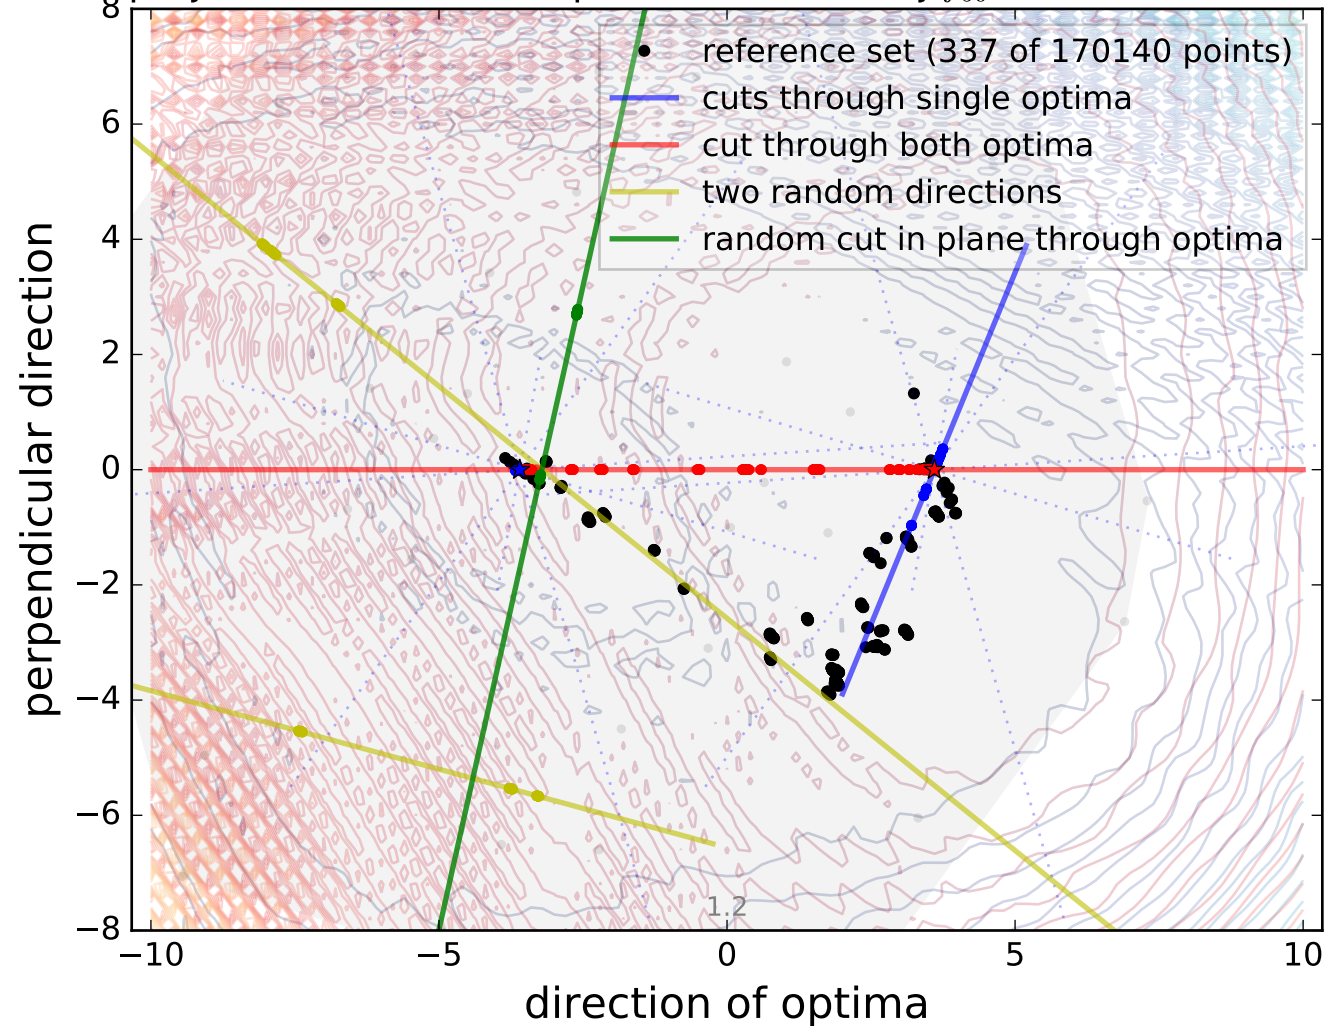 8
reference set (337 of 170140 points)
cuts through single optima
cut through both optima
two random directions
random cut in plane through optima
6
4
2
0
−2
−4
−6
−8
perpendicular direction
1.2
−10
−5
0
5
10
direction of optima